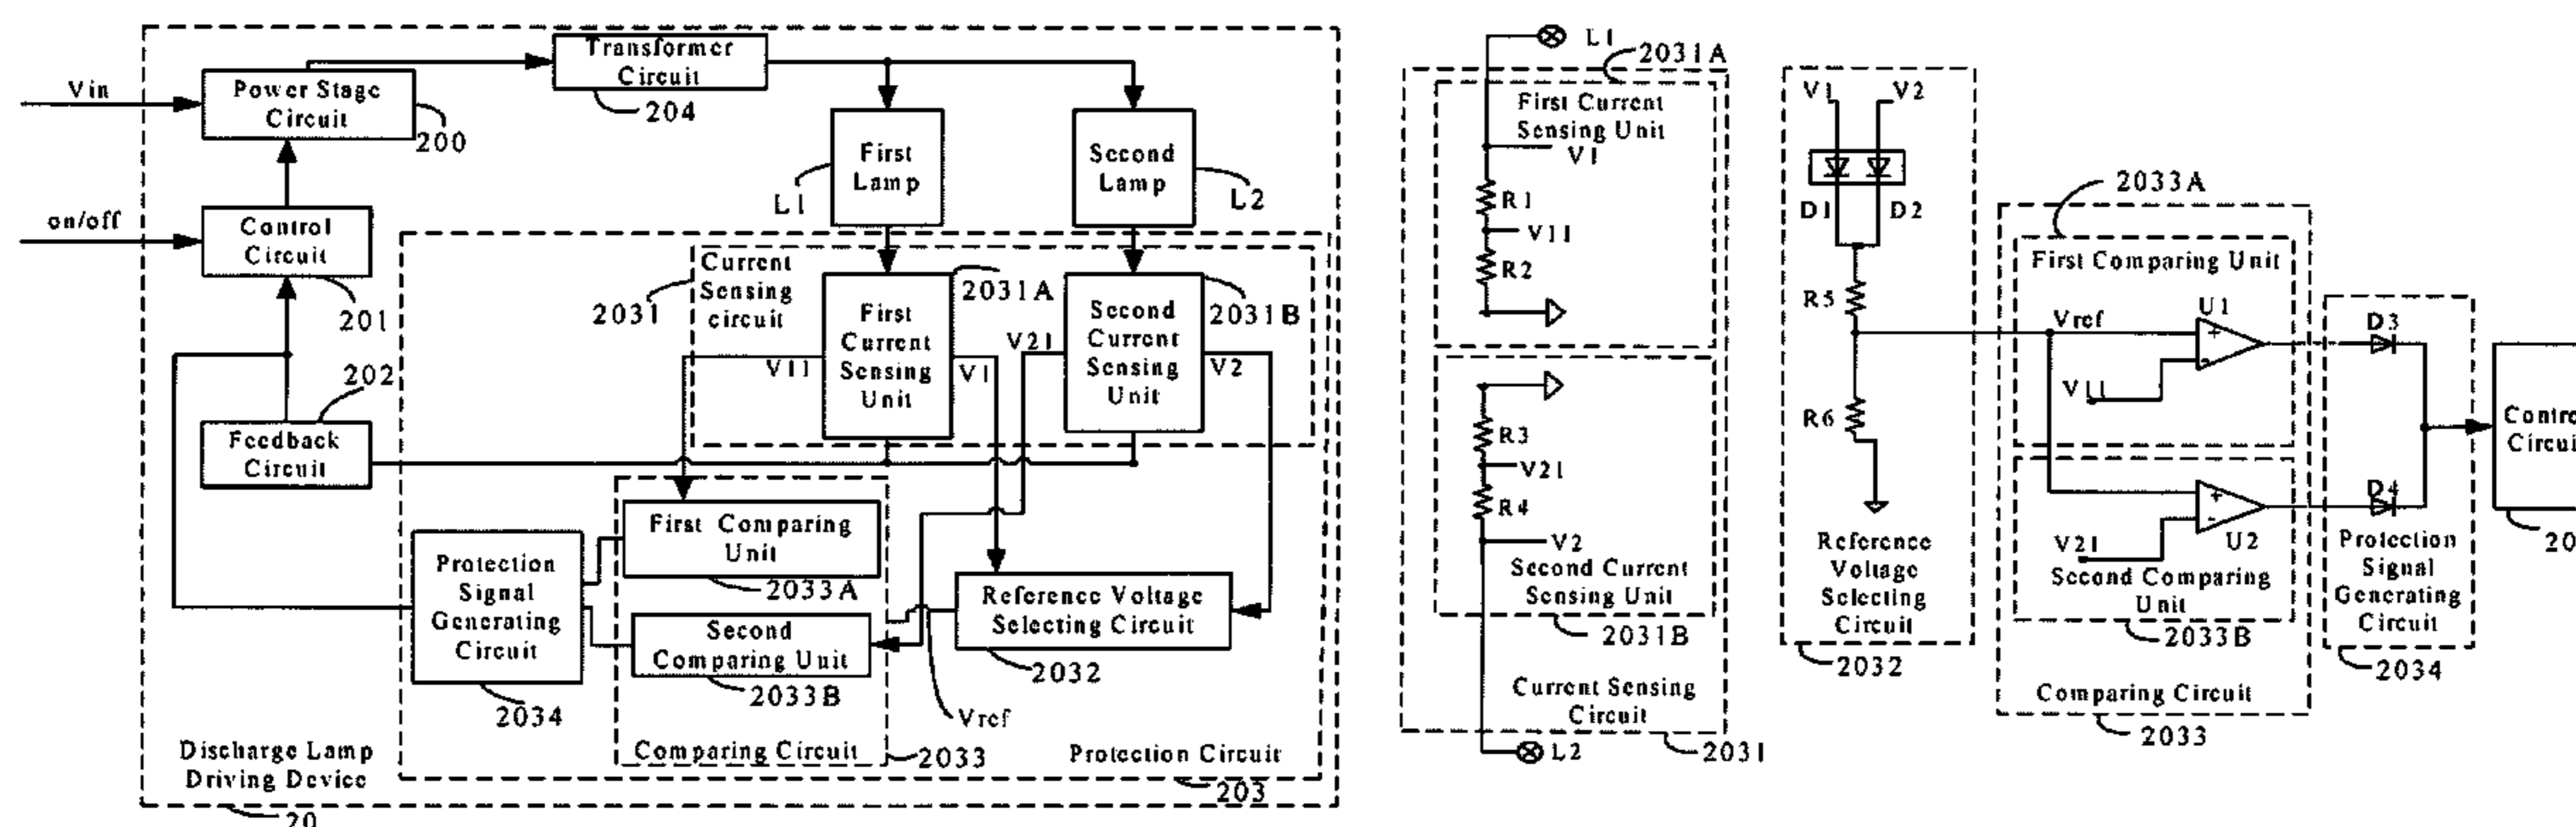 Vin
on/off
Power Stage
Circuit
200
Transformer
Circuit
204
Control
Circuit
201
First
Lamp
L1
Second
Lamp
L2
202
Feedback
Circuit
2031
Current
Sensing
circuit
First
Current
Sensing
Unit
2031A
Second
Current
Sensing
Unit
2031B
V11
V1
V21
V2
First Comparing
Unit
2033A
Second
Comparing Unit
2033B
Protection
Signal
Generating
Circuit
2034
Reference Voltage
Selecting Circuit
2032
Vref
Comparing Circuit
2033
Protection Circuit
203
Discharge Lamp
Driving Device
20
L1
2031A
First Current
Sensing Unit
V1
R1
V11
R2
R3
V21
R4
V2
Second Current
Sensing Unit
2031B
Current Sensing
Circuit
2031
L2
V1
V2
D1
D2
R5
R6
Reference
Voltage
Selecting
Circuit
2032
2033A
First Comparing Unit
Vref
U1
+
-
V11
+
-
V21
U2
Second Comparing
Unit
2033B
Comparing Circuit
2033
D3
D4
Protection
Signal
Generating
Circuit
2034
Contro
Circui
20